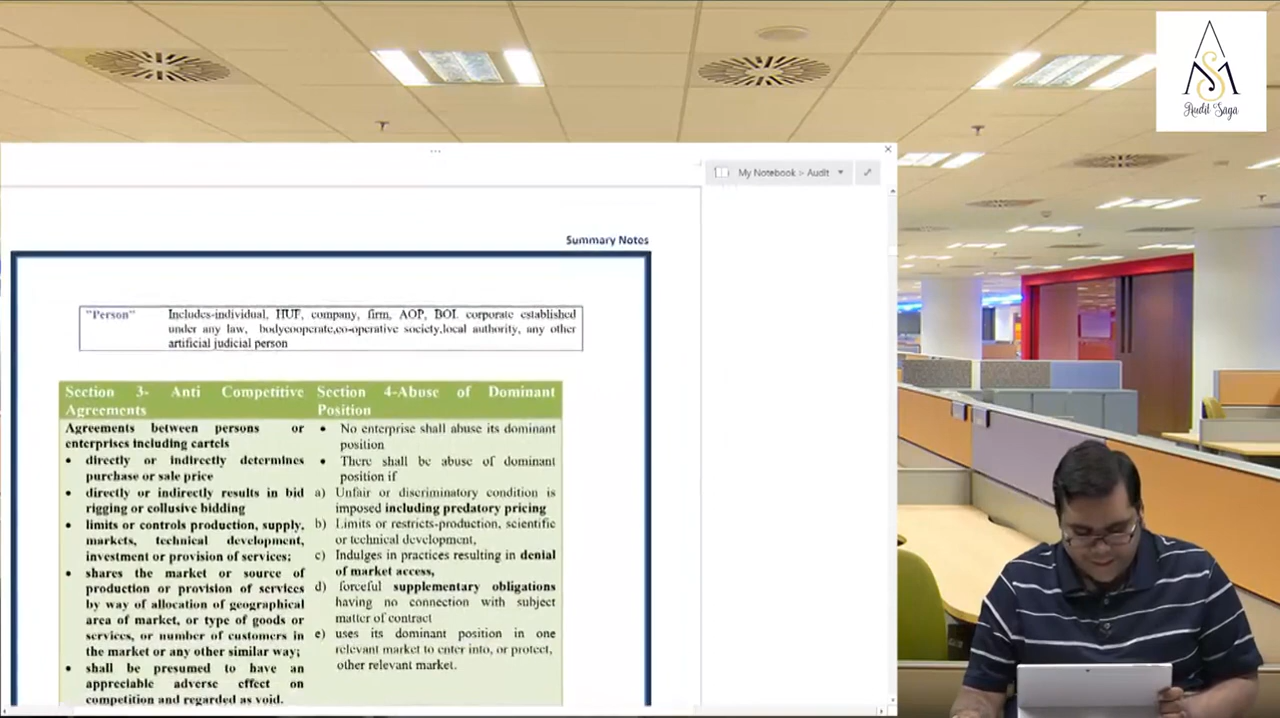 Audit Saga
My Notebook > Audit
Summary Notes
"Person" Includes-individual, HUF, company, firm, AOP, BOI, corporate established
under any law, bodycooperate,co-operative society,local authority, any other
artificial judicial person
Section 3- Anti Competitive
Agreements
Agreements between persons or
enterprises including cartels
• directly or indirectly determines
purchase or sale price
• directly or indirectly results in bid
rigging or collusive bidding
• limits or controls production, supply,
markets, technical development,
investment or provision of services;
• shares the market or source of
production or provision of services
by way of allocation of geographical
area of market, or type of goods or
services, or number of customers in
the market or any other similar way;
• shall be presumed to have an
appreciable adverse effect on
competition and regarded as void.
Section 4-Abuse of Dominant
Position
• No enterprise shall abuse its dominant
position
• There shall be abuse of dominant
position if
a) Unfair or discriminatory condition is
imposed including predatory pricing
b) Limits or restricts-production, scientific
or technical development,
c) Indulges in practices resulting in denial
of market access,
d) forceful supplementary obligations
having no connection with subject
matter of contract
e) uses its dominant position in one
relevant market to enter into, or protect,
other relevant market.